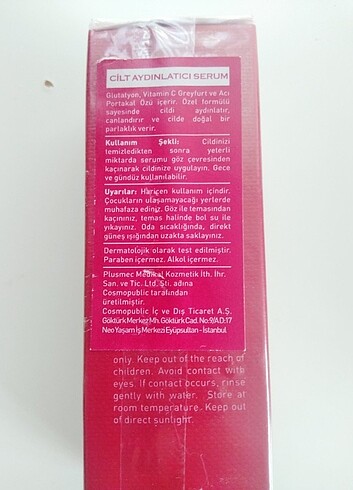 CİLT AYDINLATICI SERUM
Glutatyon, Vitamin C Greyfurt ve Acı
Portakal Özü içerir. Özel formülü
sayesinde cildi aydınlatır,
canlandırır ve cilde doğal bir
parlaklık verir.
Kullanım Şekli: Cildinizi
temizledikten sonra yeterli
miktarda serumu göz çevresinden
kaçınarak cildinize uygulayın. Gece
ve gündüz kullanılabilir.
Uyarılar: Hariçen kullanım içindir.
Çocukların ulaşamayacağı yerlerde
muhafaza ediniz. Göz ile temasından
kaçınınız, temas halinde bol su ile
yıkayınız. Oda sıcaklığında, direkt
güneş ışığından uzakta saklayınız.
Dermatolojik olarak test edilmiştir.
Paraben içermez. Alkol içermez.
Plusmec Medikal Kozmetik İth. İhr.
San. ve Tic. Ltd. Şti. adına
Cosmopublic tarafından
üretilmiştir.
Cosmopublic İç ve Dış Ticaret A.Ş.
Göktürk Merkez Mh. Göktürk Cad. No:9/A D:17
Neo Yaşam İş Merkezi Eyüpsultan - İstanbul
only. Keep out of the reach of
children. Avoid contact with
eyes. If contact occurs, rinse
gently with water. Store at
room temperature. Keep out
of direct sunlight.